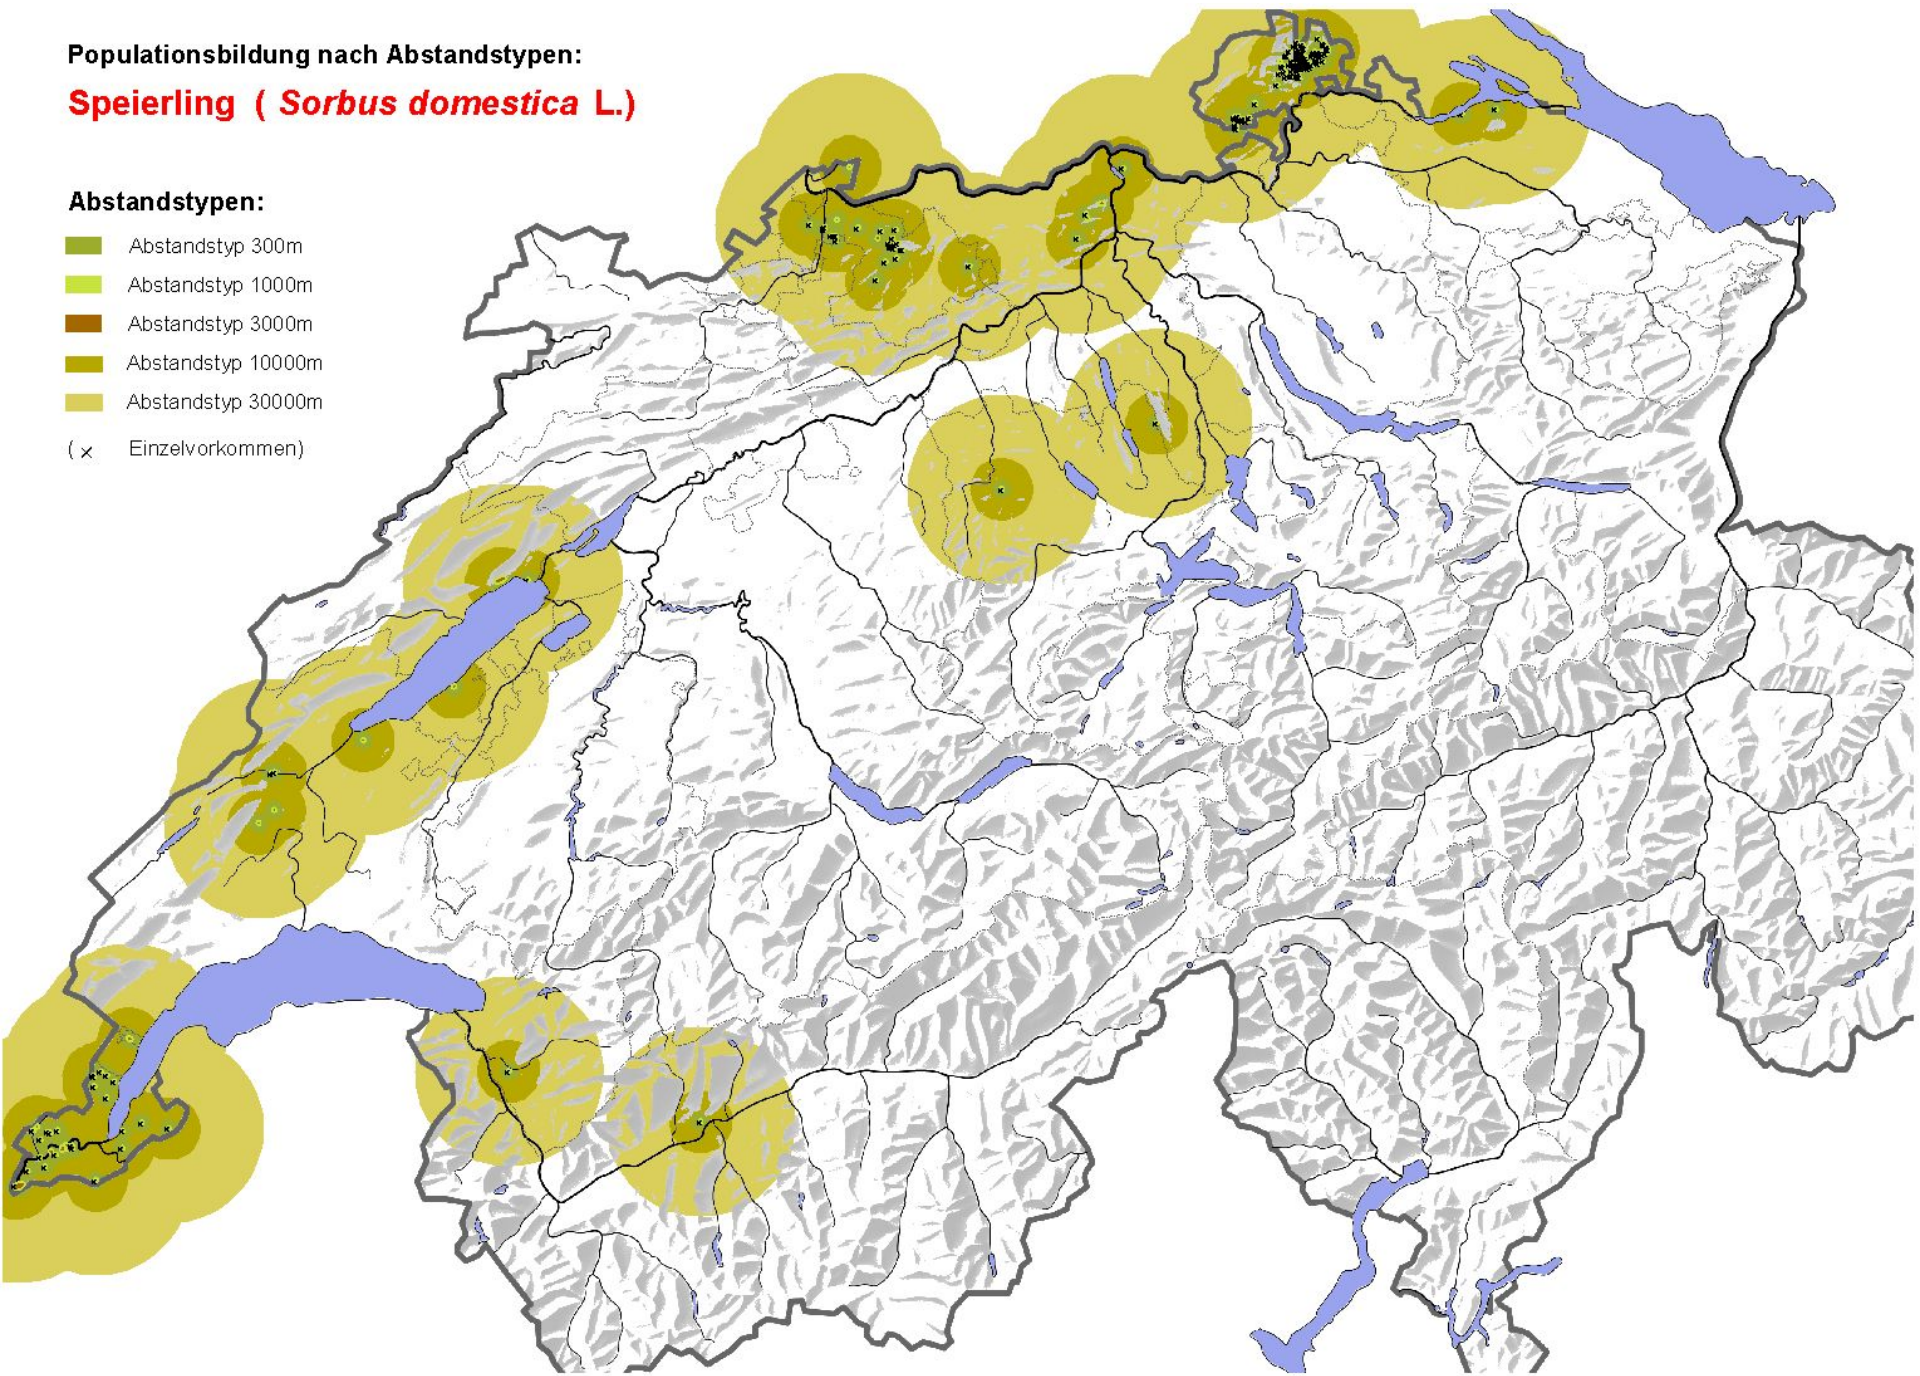 Populationsbildung nach Abstandstypen:
Speierling ( Sorbus domestica L.)
Abstandstypen:
Abstandstyp 300m
Abstandstyp 1000m
Abstandstyp 3000m
Abstandstyp 10000m
Abstandstyp 30000m
( x Einzelvorkommen)